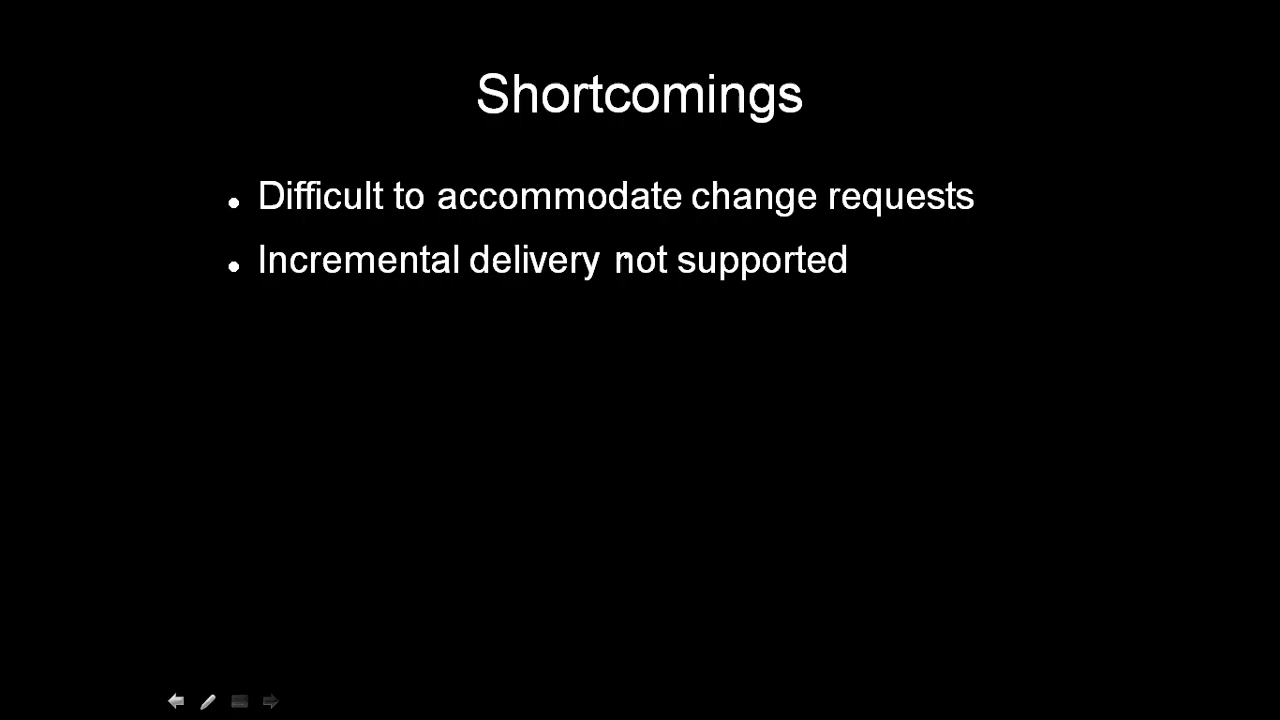 Shortcomings
• Difficult to accommodate change requests
• Incremental delivery not supported